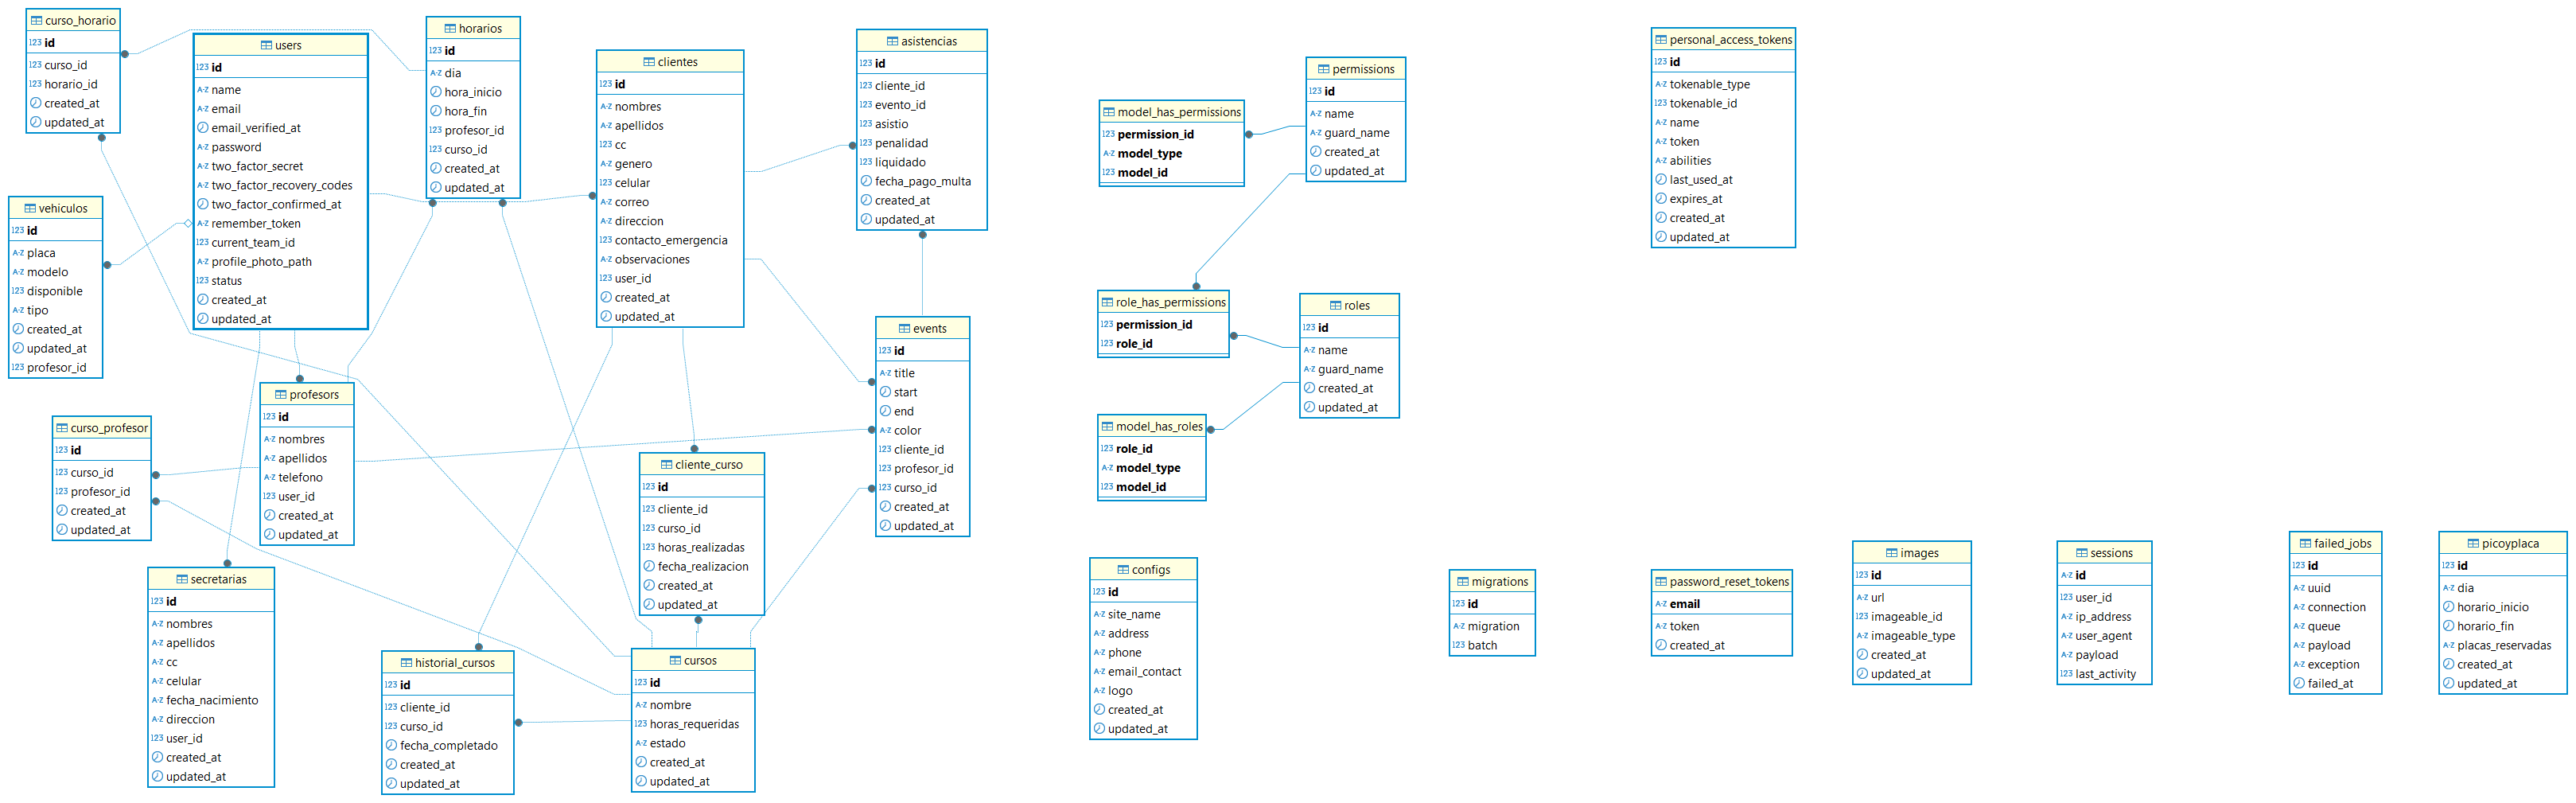 curso_horario
123 id
123 curso_id
123 horario_id
created_at
updated_at
users
123 id
A-Z name
A-Z email
email_verified_at
A-Z password
A-Z two_factor_secret
A-Z two_factor_recovery_codes
two_factor_confirmed_at
A-Z remember_token
123 current_team_id
A-Z profile_photo_path
123 status
created_at
updated_at
horarios
123 id
A-Z dia
hora_inicio
hora_fin
123 profesor_id
123 curso_id
created_at
updated_at
clientes
123 id
A-Z nombres
A-Z apellidos
123 cc
A-Z genero
123 celular
A-Z correo
A-Z direccion
123 contacto_emergencia
A-Z observaciones
123 user_id
created_at
updated_at
asistencias
123 id
123 cliente_id
123 evento_id
123 asistio
123 penalidad
123 liquidado
fecha_pago_multa
created_at
updated_at
model_has_permissions
123 permission_id
A-Z model_type
123 model_id
permissions
123 id
A-Z name
A-Z guard_name
created_at
updated_at
personal_access_tokens
123 id
A-Z tokenable_type
123 tokenable_id
A-Z name
A-Z token
A-Z abilities
last_used_at
expires_at
created_at
updated_at
vehiculos
123 id
A-Z placa
A-Z modelo
123 disponible
A-Z tipo
created_at
updated_at
123 profesor_id
profesors
123 id
A-Z nombres
A-Z apellidos
A-Z telefono
123 user_id
created_at
updated_at
events
123 id
A-Z title
start
end
A-Z color
123 cliente_id
123 profesor_id
123 curso_id
created_at
updated_at
role_has_permissions
123 permission_id
123 role_id
roles
123 id
A-Z name
A-Z guard_name
created_at
updated_at
curso_profesor
123 id
123 curso_id
123 profesor_id
created_at
updated_at
cliente_curso
123 id
123 cliente_id
123 curso_id
123 horas_realizadas
fecha_realizacion
created_at
updated_at
model_has_roles
123 role_id
A-Z model_type
123 model_id
secretarias
123 id
A-Z nombres
A-Z apellidos
A-Z cc
A-Z celular
A-Z fecha_nacimiento
A-Z direccion
123 user_id
created_at
updated_at
historial_cursos
123 id
123 cliente_id
123 curso_id
fecha_completado
created_at
updated_at
cursos
123 id
A-Z nombre
123 horas_requeridas
A-Z estado
created_at
updated_at
configs
123 id
A-Z site_name
A-Z address
A-Z phone
A-Z email_contact
A-Z logo
created_at
updated_at
migrations
123 id
A-Z migration
123 batch
password_reset_tokens
A-Z email
A-Z token
created_at
images
123 id
A-Z url
123 imageable_id
A-Z imageable_type
created_at
updated_at
sessions
A-Z id
123 user_id
A-Z ip_address
A-Z user_agent
A-Z payload
123 last_activity
failed_jobs
123 id
A-Z uuid
A-Z connection
A-Z queue
A-Z payload
A-Z exception
failed_at
picoyplaca
123 id
A-Z dia
horario_inicio
horario_fin
A-Z placas_reservadas
created_at
updated_at